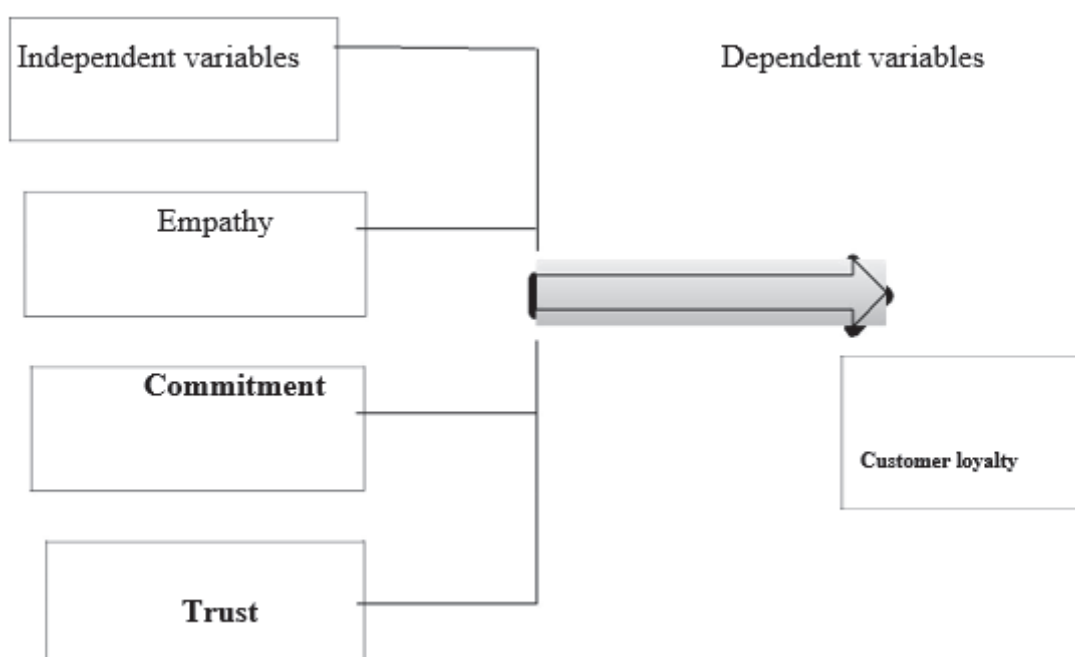 Independent variables
Dependent variables
Empathy
Commitment
Customer loyalty
Trust